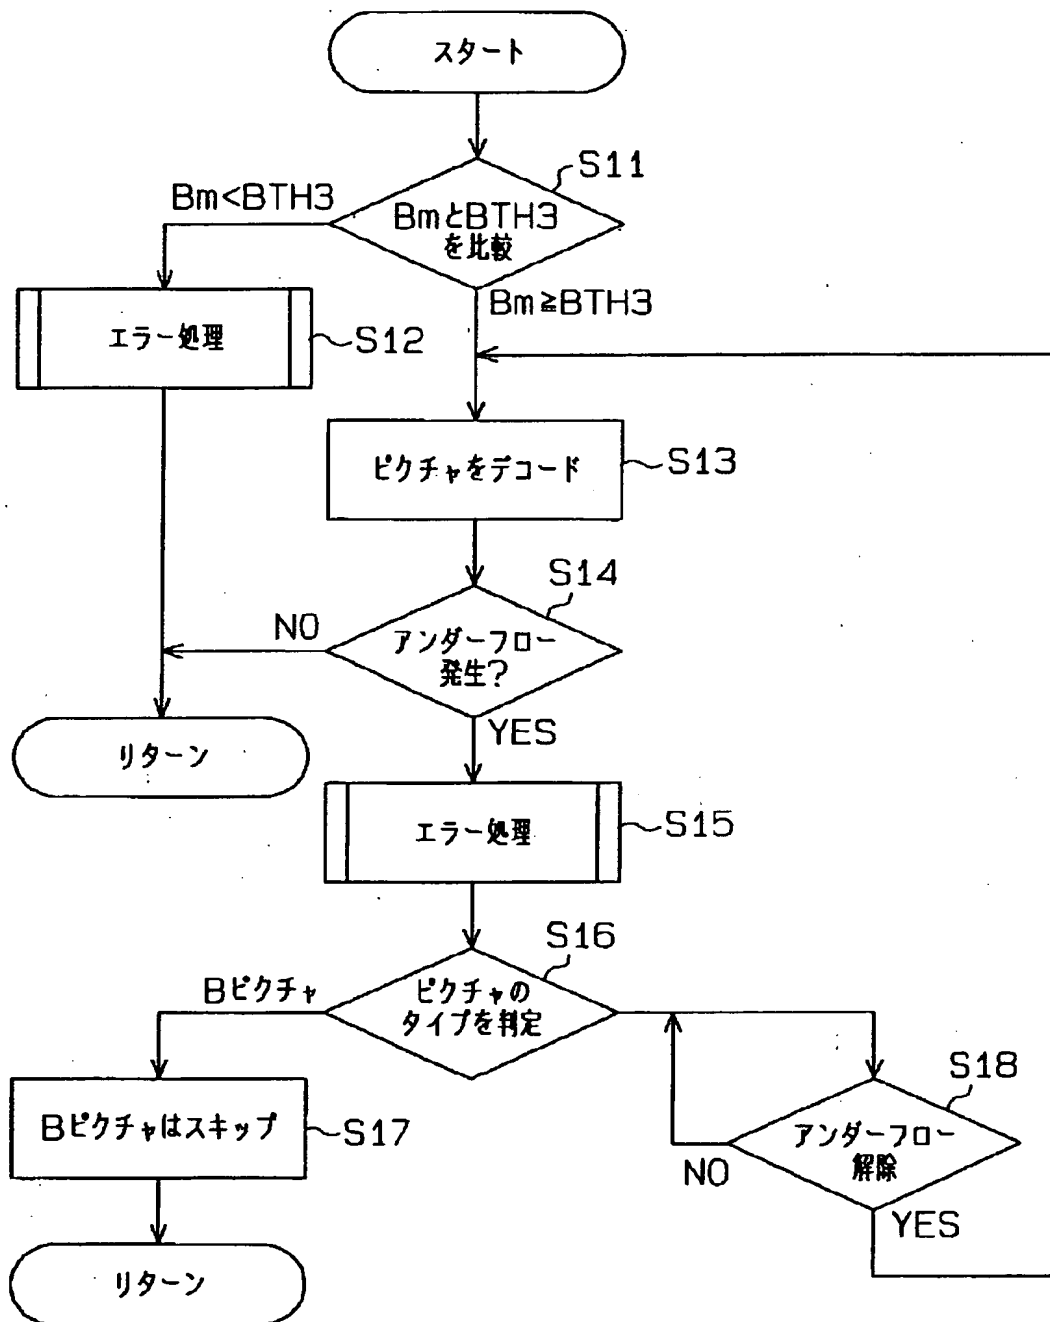 スタート
S11
Bm<BTH3
BmとBTH3
を比較
Bm≧BTH3
エラー処理
S12
ピクチャをデコード
S13
S14
NO
アンダーフロー
発生?
YES
リターン
エラー処理
S15
S16
Bピクチャ
ピクチャの
タイプを判定
S18
Bピクチャはスキップ
S17
アンダーフロー
解除
NO
YES
リターン